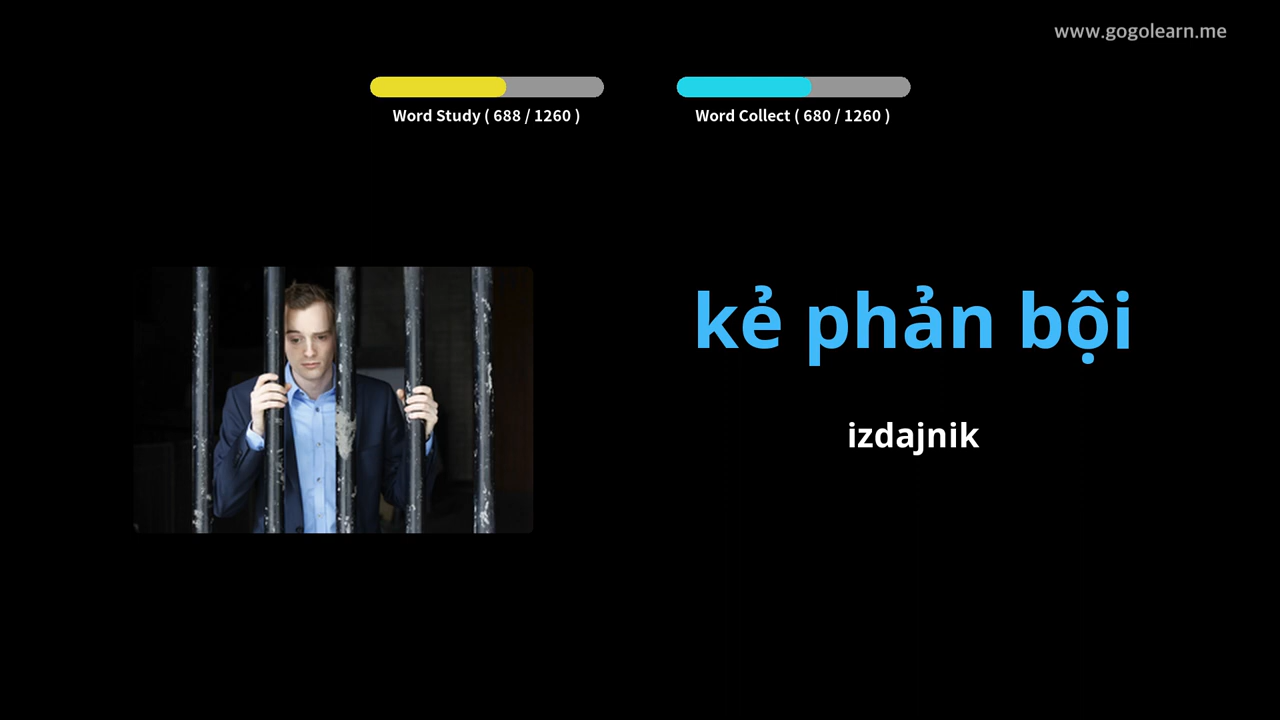 www.gogolearn.me
Word Study ( 688 / 1260 )
Word Collect ( 680 / 1260 )
kẻ phản bội
izdajnik